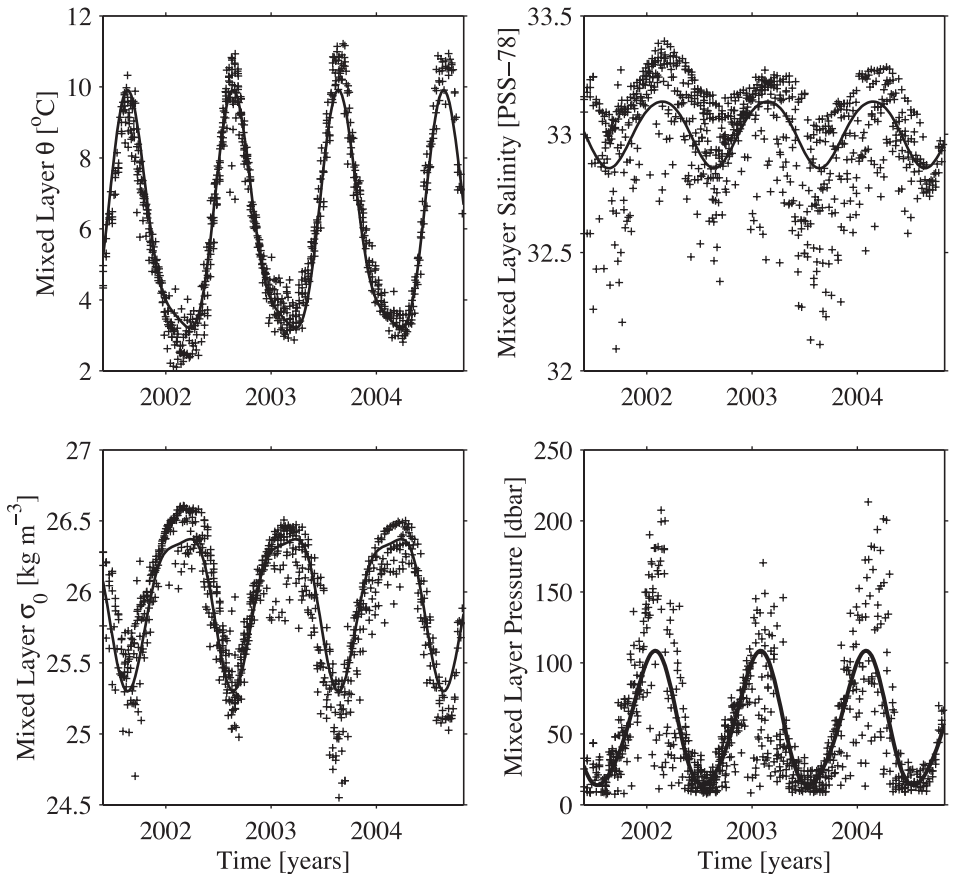 12
10
8
6
4
2
Mixed Layer θ [°C]
2002 2003 2004
33.5
33
32.5
32
Mixed Layer Salinity [PSS−78]
2002 2003 2004
27
26.5
26
25.5
25
24.5
Mixed Layer σ0 [kg m−3]
2002 2003 2004
Time [years]
250
200
150
100
50
0
Mixed Layer Pressure [dbar]
2002 2003 2004
Time [years]